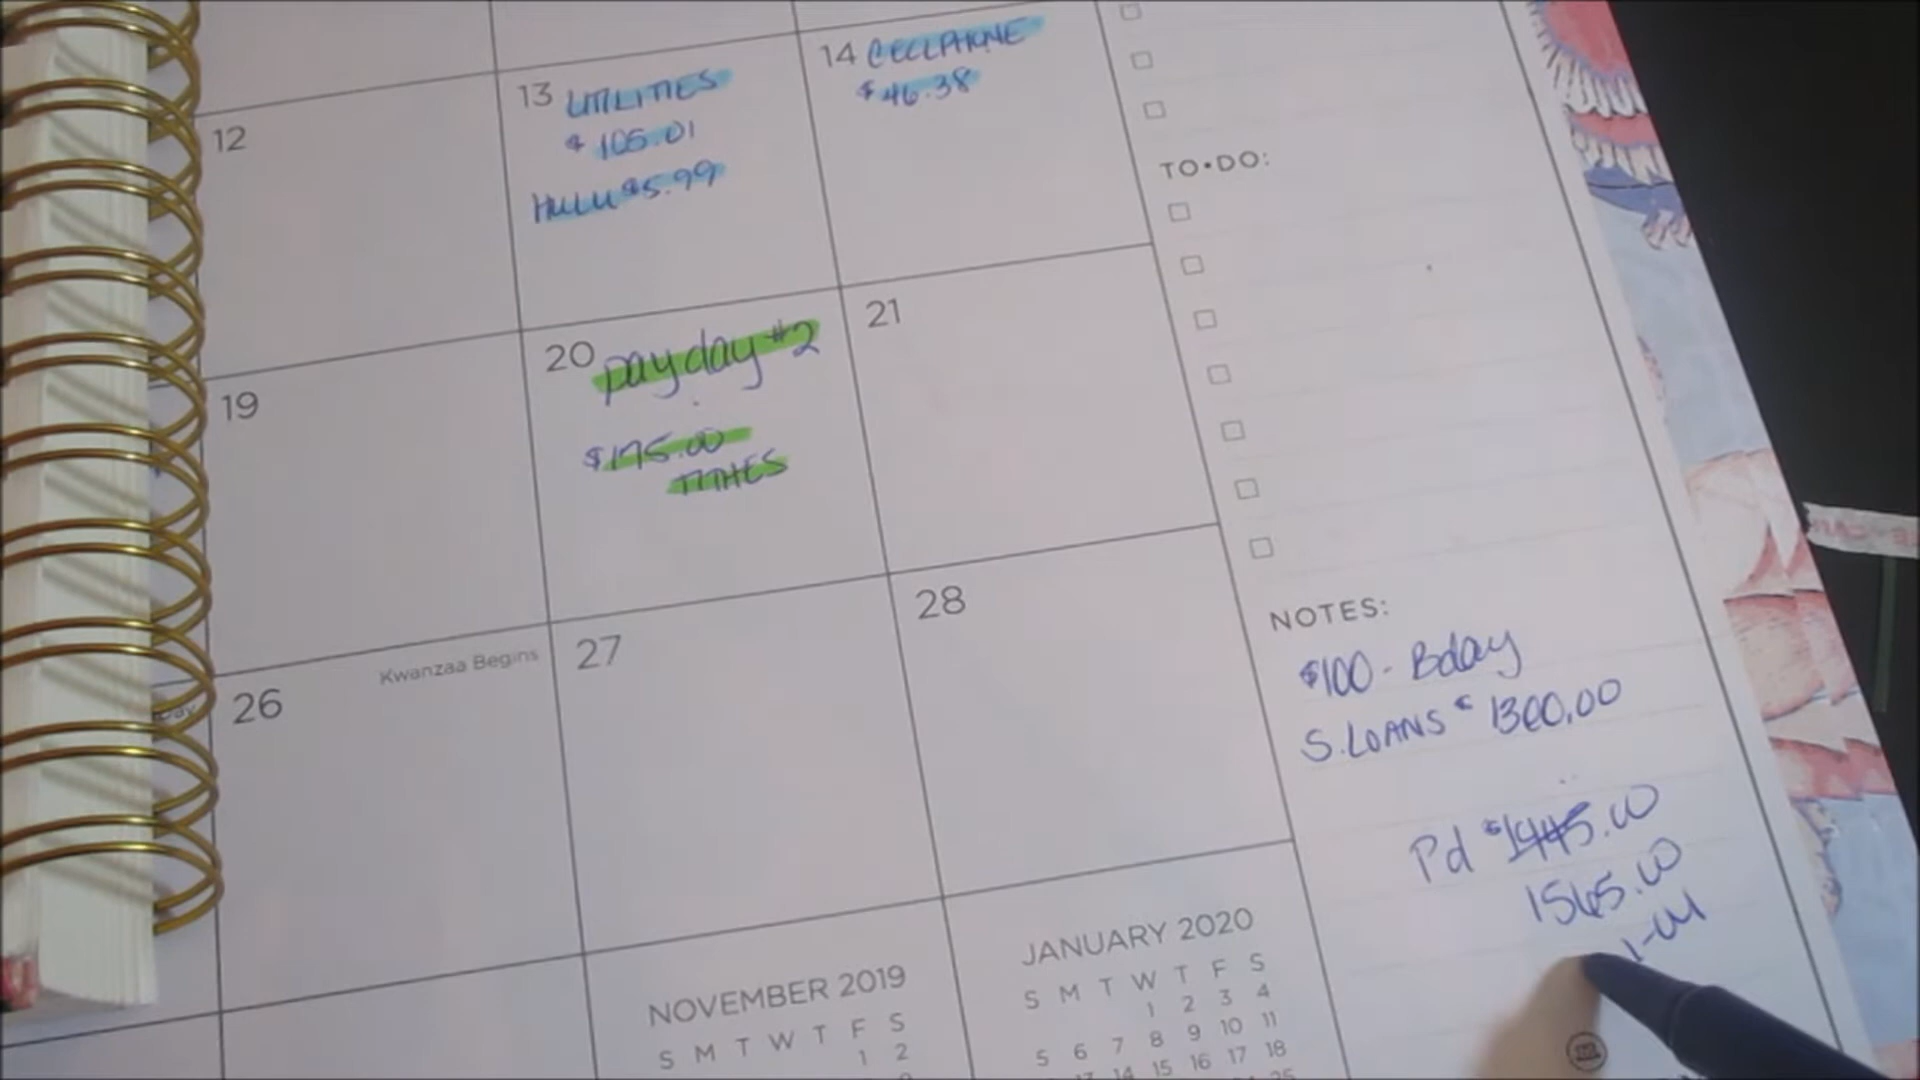 12
13 UTILITIES
$105.01
HULU $5.99
14 CELLPHONE
$46.38
TO•DO:
19
20 payday #2
$175.00
TITHES
21
26 Kwanzaa Begins
27
28
NOTES:
$100 - Bday
S. LOANS $1300.00
Pd $1445.00
1565.00
NOVEMBER 2019
S M T W T F S
1 2
JANUARY 2020
S M T W T F S
1 2 3 4
5 6 7 8 9 10 11
14 15 16 17 18